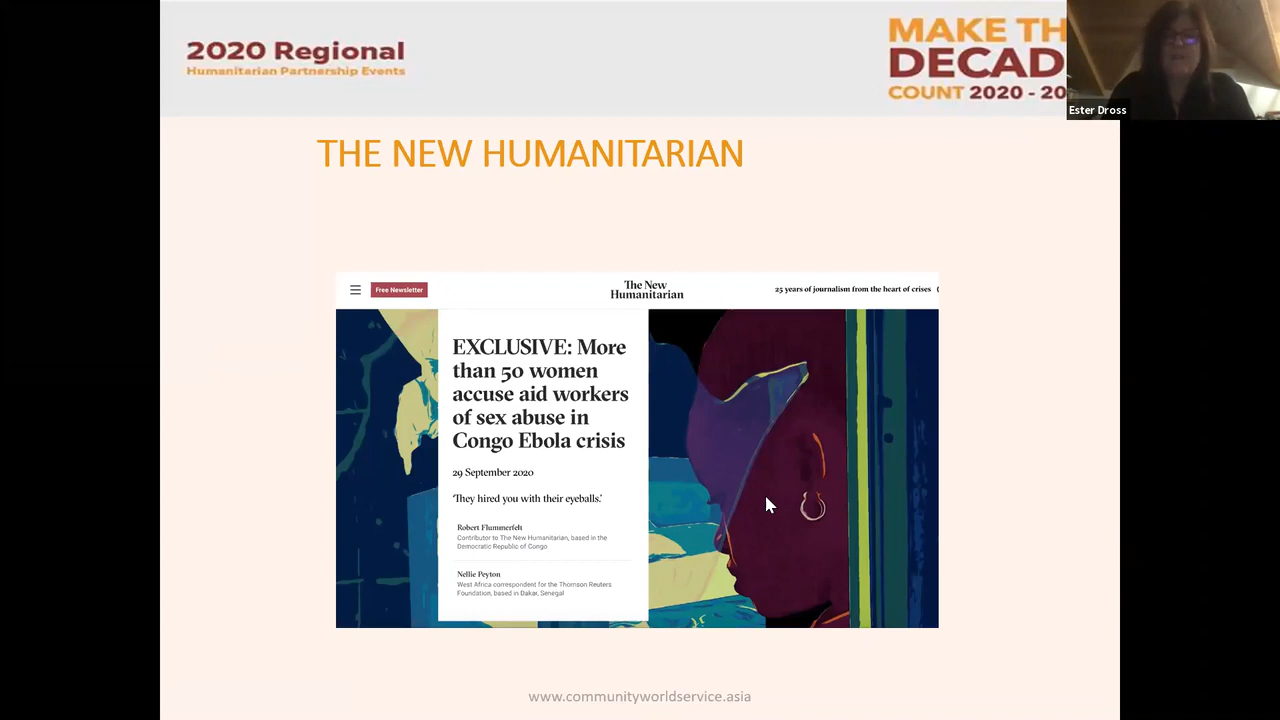 2020 Regional
Humanitarian Partnership Events
MAKE TH
DECAD
COUNT 2020 - 20
Ester Dross
THE NEW HUMANITARIAN
Free Newsletter
The New
Humanitarian
25 years of journalism from the heart of crises
EXCLUSIVE: More
than 50 women
accuse aid workers
of sex abuse in
Congo Ebola crisis
29 September 2020
‘They hired you with their eyeballs.’
Robert Flummerfelt
Contributor to The New Humanitarian, based in the
Democratic Republic of Congo
Nellie Peyton
West Africa correspondent for the Thomson Reuters
Foundation, based in Dakar, Senegal
www.communityworldservice.asia